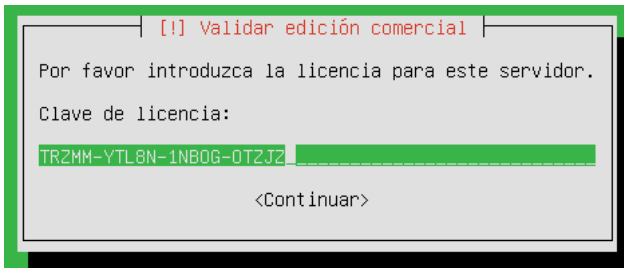 [!] Validar edición comercial
Por favor introduzca la licencia para este servidor.
Clave de licencia:
TRZMM-YTL8N-1NBOG-OTZJZ
<Continuar>